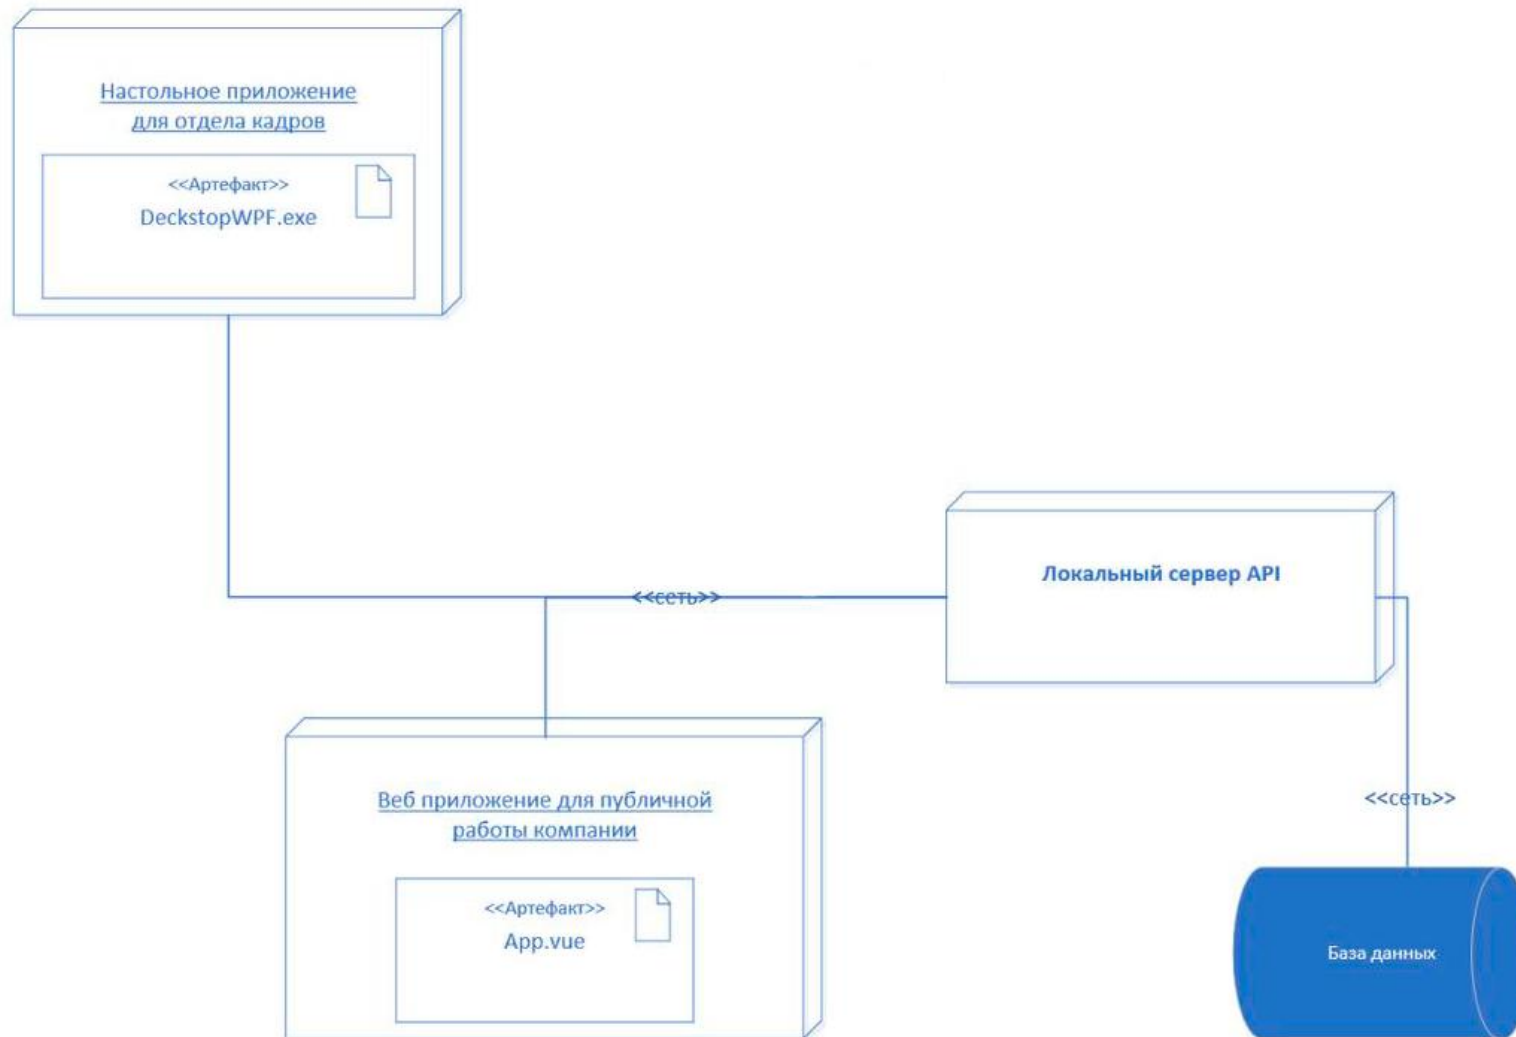 Настольное приложение
для отдела кадров
<<Артефакт>>
DeckstopWPF.exe
Локальный сервер API
<<сеть>>
Веб приложение для публичной
работы компании
<<сеть>>
<<Артефакт>>
App.vue
База данных